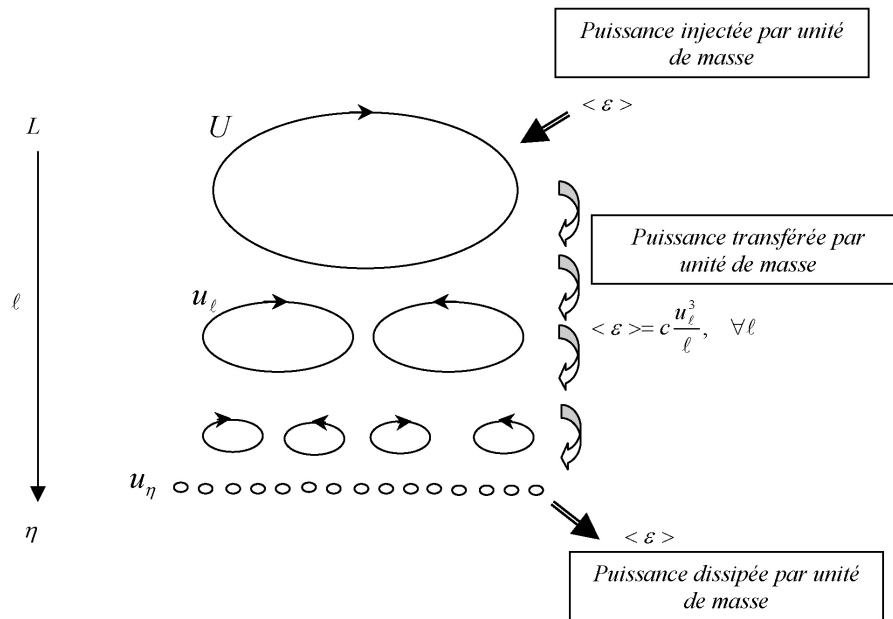 Puissance injectée par unité
de masse
< ε >
L
U
Puissance transférée par
unité de masse
u_ℓ
ℓ
< ε >= c u_ℓ^3 / ℓ, ∀ℓ
u_η
η
< ε >
Puissance dissipée par unité
de masse